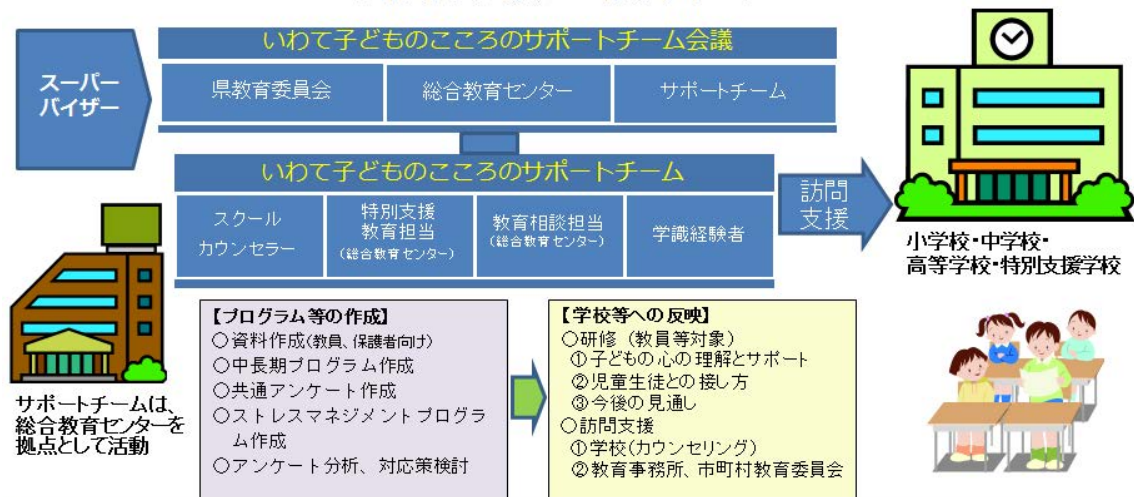 いわて子どものこころのサポートチーム会議
スーパー
バイザー
県教育委員会
総合教育センター
サポートチーム
いわて子どものこころのサポートチーム
スクール
カウンセラー
特別支援
教育担当
(総合教育センター)
教育相談担当
(総合教育センター)
学識経験者
訪問
支援
小学校・中学校・
高等学校・特別支援学校
サポートチームは、
総合教育センターを
拠点として活動
【プログラム等の作成】
○資料作成(教員、保護者向け)
○中長期プログラム作成
○共通アンケート作成
○ストレスマネジメントプログラ
ム作成
○アンケート分析、対応策検討
【学校等への反映】
○研修（教員等対象）
①子どもの心の理解とサポート
②児童生徒との接し方
③今後の見通し
○訪問支援
①学校(カウンセリング)
②教育事務所、市町村教育委員会